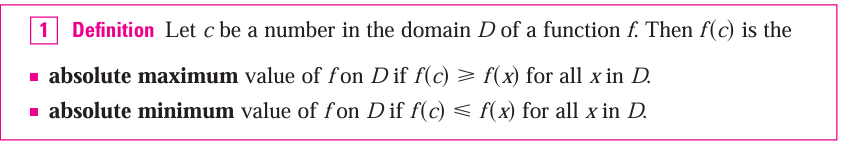 1 Definition Let c be a number in the domain D of a function f. Then f(c) is the
▪ absolute maximum value of f on D if f(c) ≥ f(x) for all x in D.
▪ absolute minimum value of f on D if f(c) ≤ f(x) for all x in D.